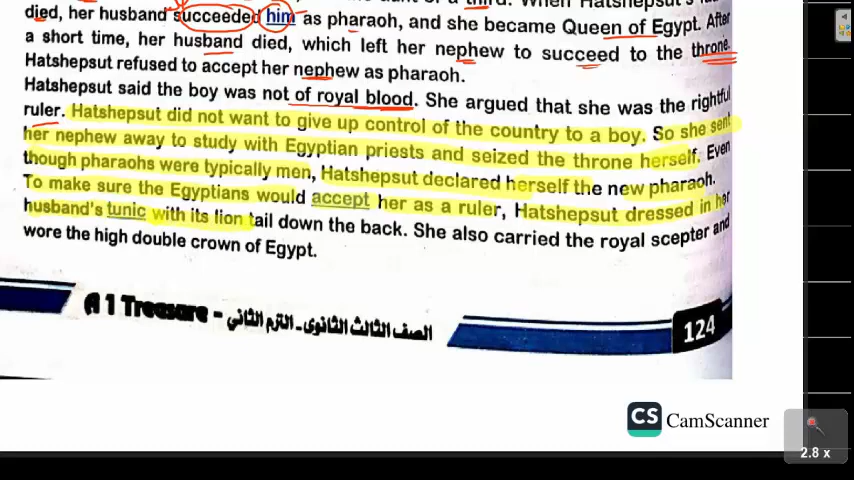 died, her husband succeeded him as pharaoh, and she became Queen of Egypt. After
a short time, her husband died, which left her nephew to succeed to the throne.
Hatshepsut refused to accept her nephew as pharaoh.
Hatshepsut said the boy was not of royal blood. She argued that she was the rightful
ruler. Hatshepsut did not want to give up control of the country to a boy. So she sent
her nephew away to study with Egyptian priests and seized the throne herself. Even
though pharaohs were typically men, Hatshepsut declared herself the new pharaoh.
To make sure the Egyptians would accept her as a ruler, Hatshepsut dressed in her
husband's tunic with its lion tail down the back. She also carried the royal scepter and
wore the high double crown of Egypt.
A 1 Treasure - الصف الثالث الثانوى - الترم الثاني
124
CS CamScanner
2.8 x